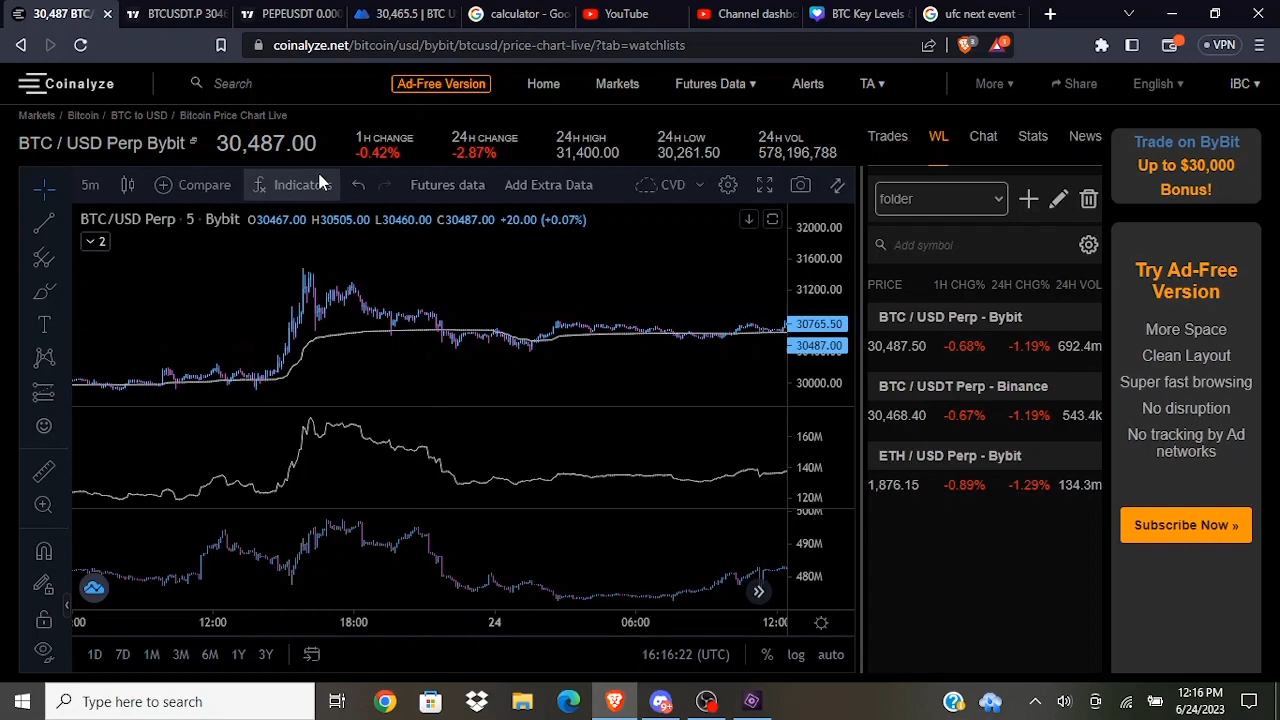 30,487 BTC/
BTCUSDT.P 3046
PEPEUSDT 0.000
30,465.5 | BTC U
calculator - Goo
YouTube
Channel dashbo
BTC Key Levels &
ufc next event -
coinalyze.net/bitcoin/usd/bybit/btcusd/price-chart-live/?tab=watchlists
3
1
VPN
Coinalyze
Search
Ad-Free Version
Home
Markets
Futures Data
Alerts
TA
More
Share
English
iBC
Markets / Bitcoin / BTC to USD / Bitcoin Price Chart Live
BTC / USD Perp Bybit
30,487.00
1H CHANGE
-0.42%
24H CHANGE
-2.87%
24H HIGH
31,400.00
24H LOW
30,261.50
24H VOL
578,196,788
Trades
WL
Chat
Stats
News
5m
Compare
Indicators
Futures data
Add Extra Data
CVD
BTC/USD Perp · 5 · Bybit O30467.00 H30505.00 L30460.00 C30487.00 +20.00 (+0.07%)
2
32000.00
31600.00
31200.00
30765.50
30487.00
30000.00
160M
140M
120M
500M
490M
480M
12:00
18:00
24
06:00
12:00
1D
7D
1M
3M
6M
1Y
3Y
16:16:22 (UTC)
%
log
auto
folder
Add symbol
PRICE 1H CHG% 24H CHG% 24H VOL
BTC / USD Perp - Bybit
30,487.50 -0.68% -1.19% 692.4m
BTC / USDT Perp - Binance
30,468.40 -0.67% -1.19% 543.4k
ETH / USD Perp - Bybit
1,876.15 -0.89% -1.29% 134.3m
Trade on ByBit
Up to $30,000
Bonus!
Try Ad-Free
Version
More Space
Clean Layout
Super fast browsing
No disruption
No tracking by Ad
networks
Subscribe Now »
Type here to search
9+
12:16 PM
6/24/2023